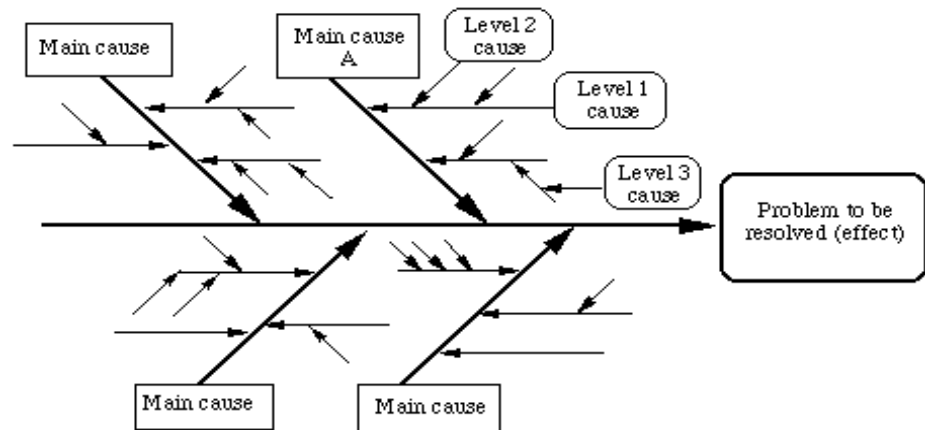 Main cause
Main cause
A
Level 2
cause
Level 1
cause
Level 3
cause
Problem to be
resolved (effect)
Main cause
Main cause